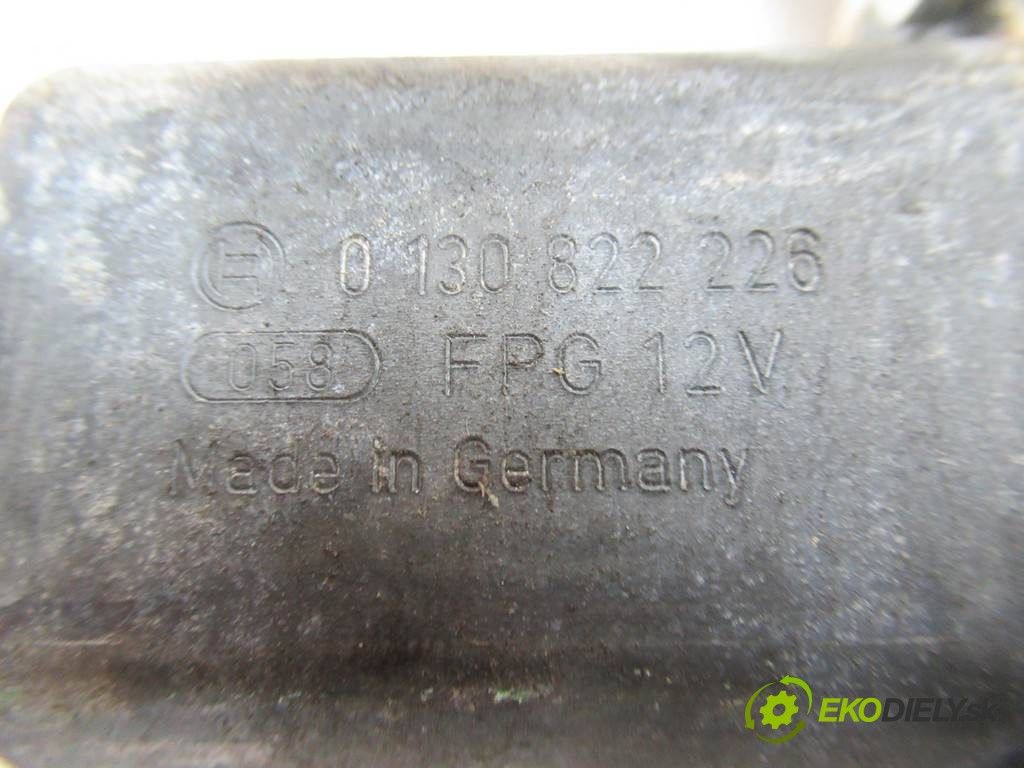 0 130 822 226
058 FPG 12V
Made in Germany
EKODIELY.sk